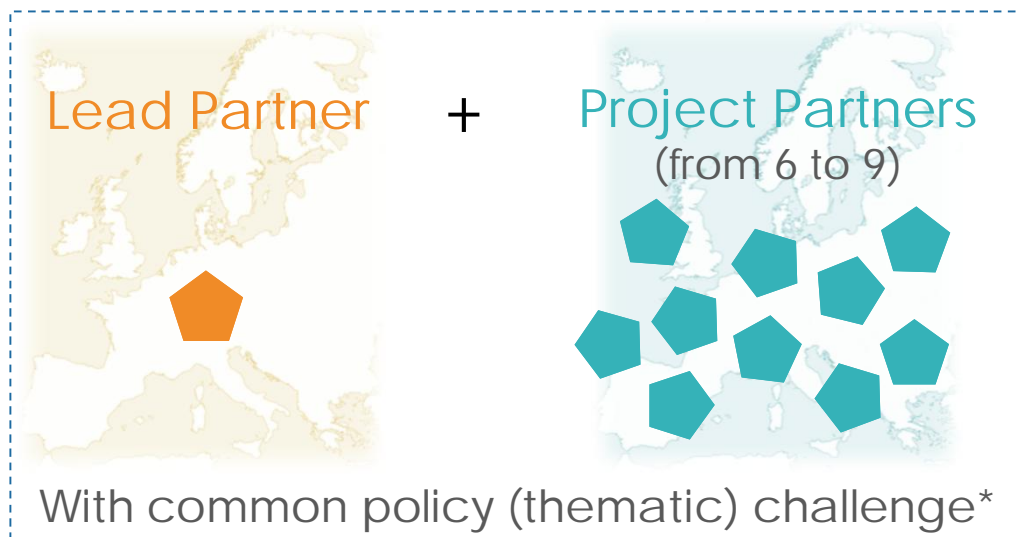 Lead Partner + Project Partners
(from 6 to 9)
With common policy (thematic) challenge*